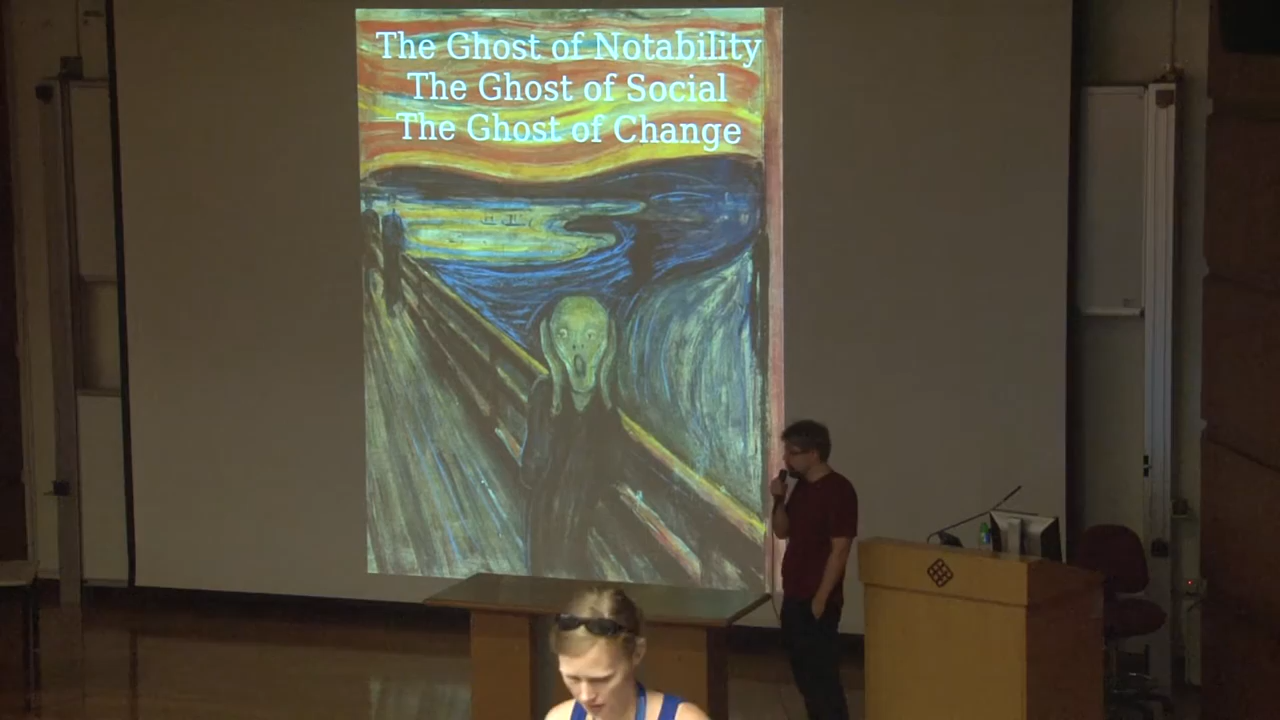 The Ghost of Notability
The Ghost of Social
The Ghost of Change